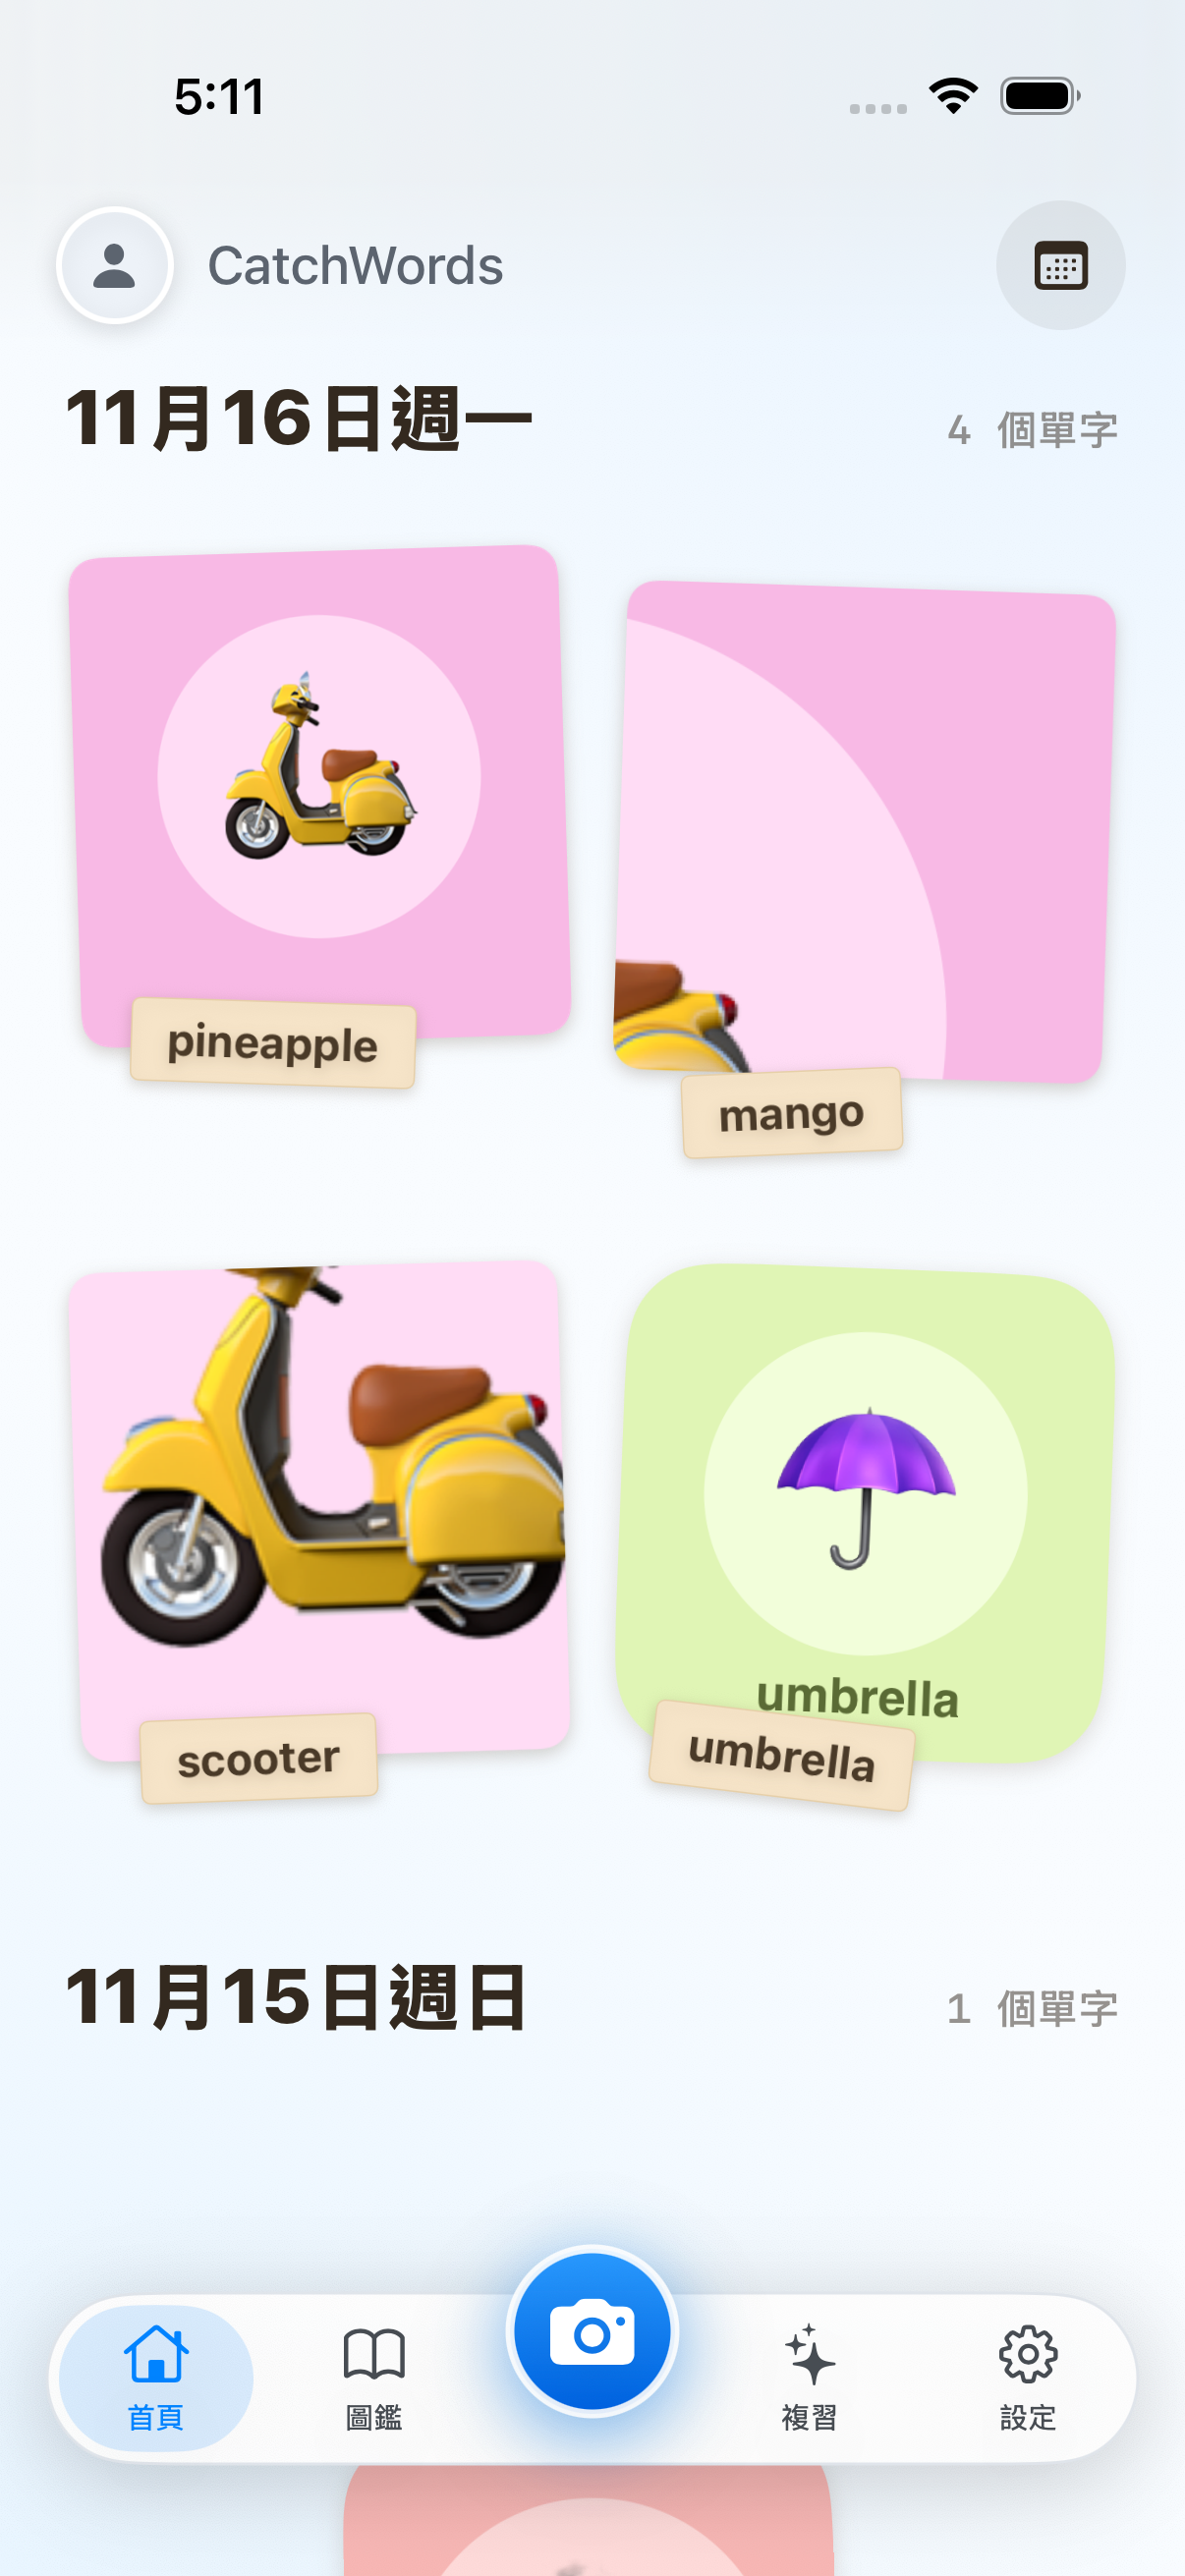 5:11
CatchWords
11月16日週一
4 個單字
pineapple
mango
scooter
umbrella
umbrella
11月15日週日
1 個單字
首頁
圖鑑
複習
設定